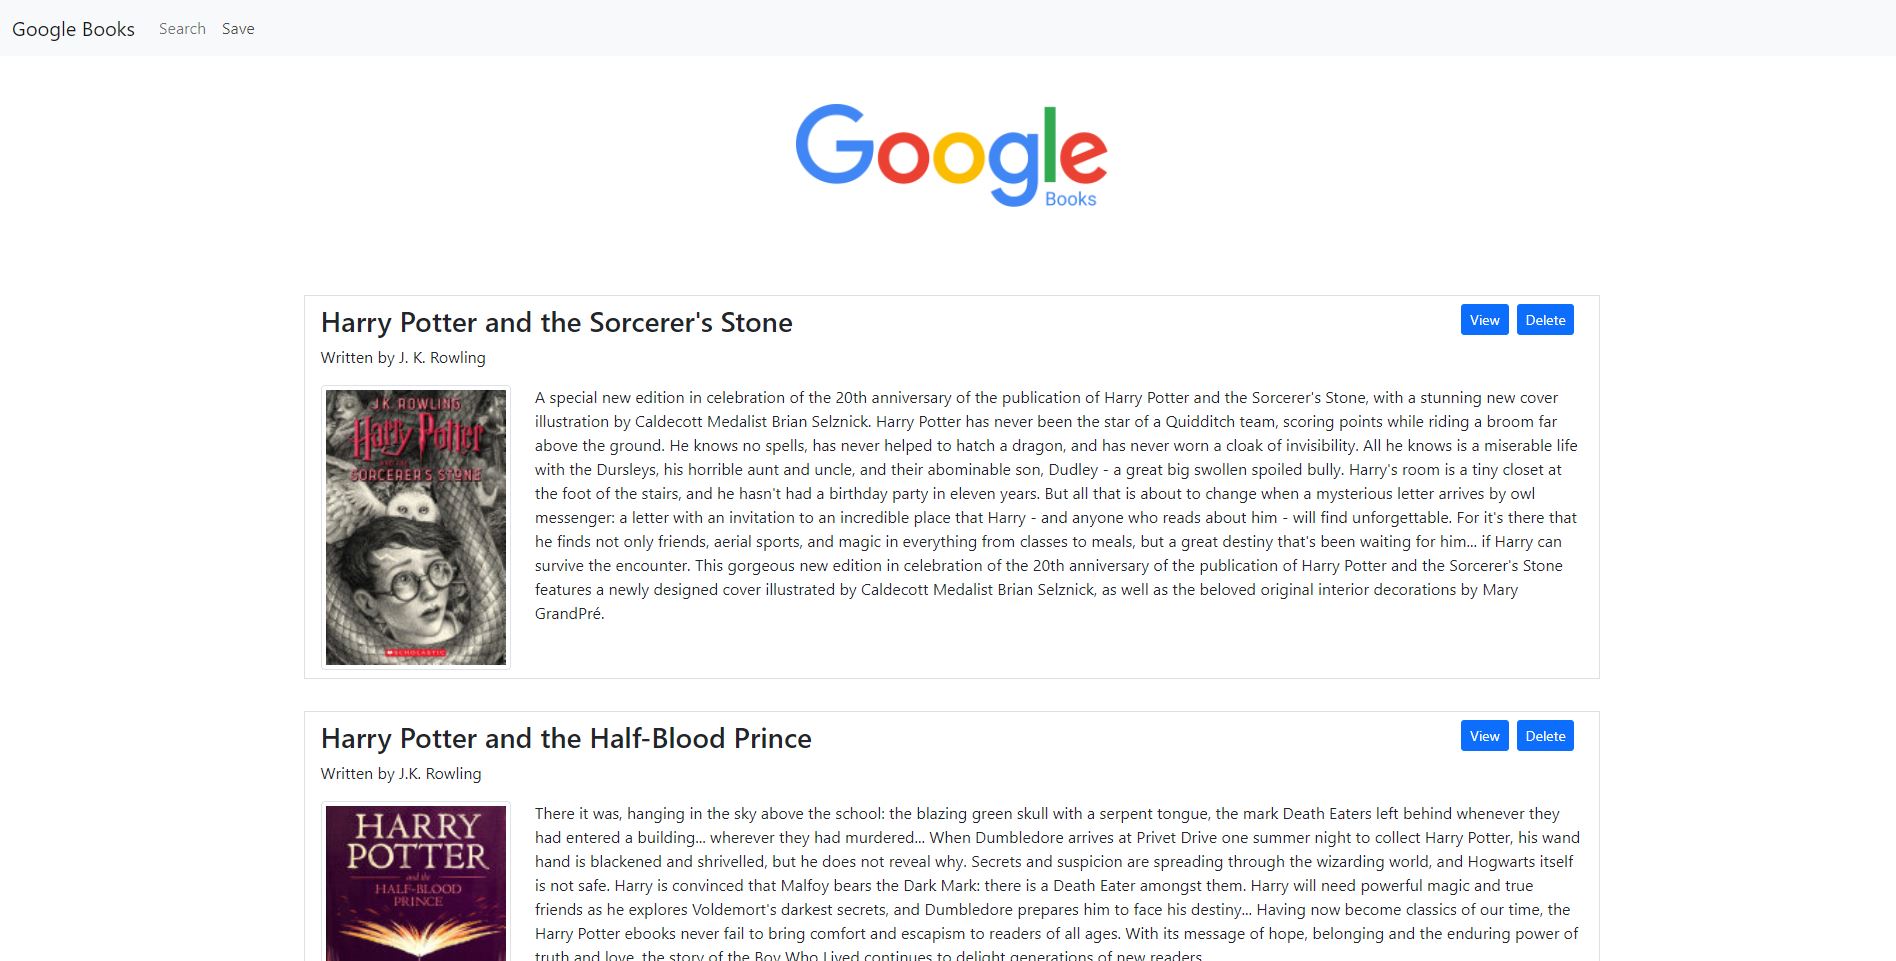 Google Books Search Save
Google
Books
Harry Potter and the Sorcerer's Stone
View Delete
Written by J. K. Rowling
J.K. ROWLING
Harry Potter
AND THE
SORCERER'S STONE
SCHOLASTIC
A special new edition in celebration of the 20th anniversary of the publication of Harry Potter and the Sorcerer's Stone, with a stunning new cover
illustration by Caldecott Medalist Brian Selznick. Harry Potter has never been the star of a Quidditch team, scoring points while riding a broom far
above the ground. He knows no spells, has never helped to hatch a dragon, and has never worn a cloak of invisibility. All he knows is a miserable life
with the Dursleys, his horrible aunt and uncle, and their abominable son, Dudley - a great big swollen spoiled bully. Harry's room is a tiny closet at
the foot of the stairs, and he hasn't had a birthday party in eleven years. But all that is about to change when a mysterious letter arrives by owl
messenger: a letter with an invitation to an incredible place that Harry - and anyone who reads about him - will find unforgettable. For it's there that
he finds not only friends, aerial sports, and magic in everything from classes to meals, but a great destiny that's been waiting for him... if Harry can
survive the encounter. This gorgeous new edition in celebration of the 20th anniversary of the publication of Harry Potter and the Sorcerer's Stone
features a newly designed cover illustrated by Caldecott Medalist Brian Selznick, as well as the beloved original interior decorations by Mary
GrandPré.
Harry Potter and the Half-Blood Prince
View Delete
Written by J.K. Rowling
HARRY
POTTER
and the
HALF-BLOOD
PRINCE
There it was, hanging in the sky above the school: the blazing green skull with a serpent tongue, the mark Death Eaters left behind whenever they
had entered a building... wherever they had murdered... When Dumbledore arrives at Privet Drive one summer night to collect Harry Potter, his wand
hand is blackened and shrivelled, but he does not reveal why. Secrets and suspicion are spreading through the wizarding world, and Hogwarts itself
is not safe. Harry is convinced that Malfoy bears the Dark Mark: there is a Death Eater amongst them. Harry will need powerful magic and true
friends as he explores Voldemort's darkest secrets, and Dumbledore prepares him to face his destiny... Having now become classics of our time, the
Harry Potter ebooks never fail to bring comfort and escapism to readers of all ages. With its message of hope, belonging and the enduring power of
truth and love, the story of the Boy Who Lived continues to delight generations of new readers.